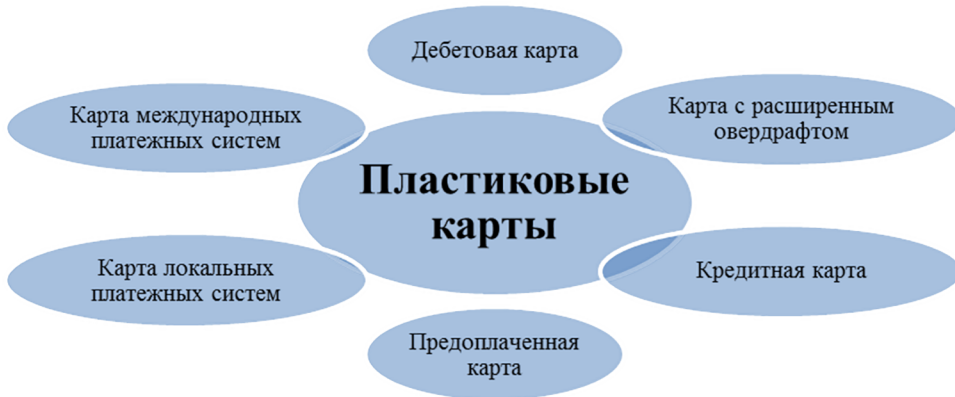 Дебетовая карта
Карта международных
платежных систем
Карта с расширенным
овердрафтом
Пластиковые
карты
Карта локальных
платежных систем
Кредитная карта
Предоплаченная
карта